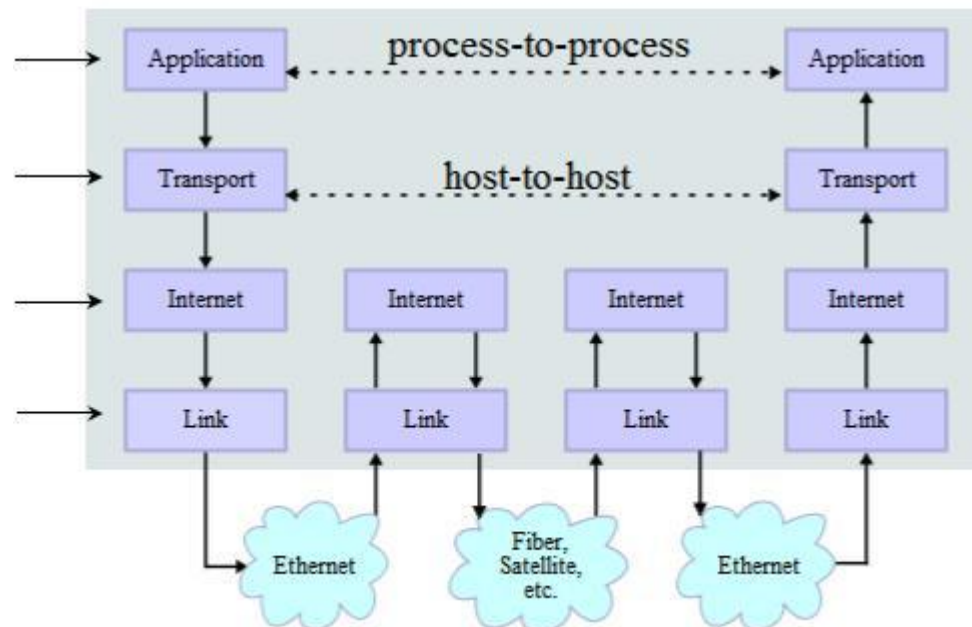 process-to-process
Application
Application
host-to-host
Transport
Transport
Internet
Internet
Internet
Internet
Link
Link
Link
Link
Ethernet
Fiber,
Satellite,
etc.
Ethernet